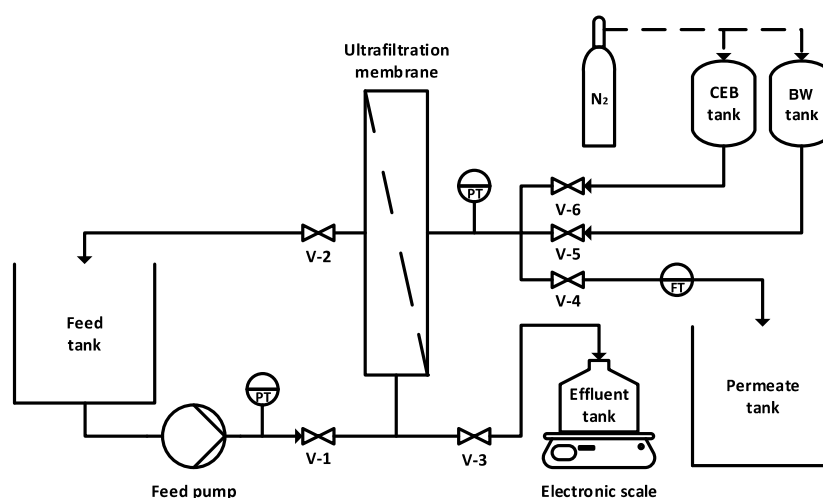 Ultrafiltration
membrane
N₂
CEB
tank
BW
tank
PT
V-6
V-2
V-5
V-4
FT
Feed
tank
PT
V-1
V-3
Effluent
tank
Permeate
tank
Feed pump
Electronic scale